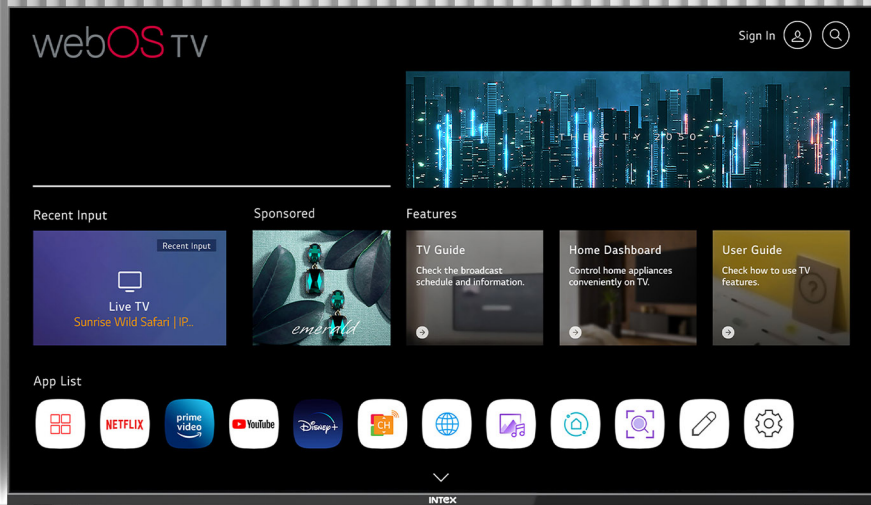 webOS TV
Sign In
THE CITY 2050
Recent Input
Sponsored
Features
Recent Input
Live TV
Sunrise Wild Safari | IP...
emerald
TV Guide
Check the broadcast
schedule and information.
Home Dashboard
Control home appliances
conveniently on TV.
User Guide
Check how to use TV
features.
App List
NETFLIX
prime
video
YouTube
Disney+
CH
INTEX